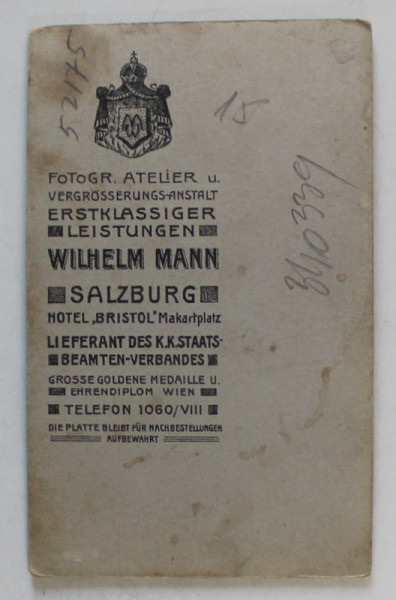 52175
15
FOTOGR. ATELIER U.
VERGRÖSSERUNGS-ANSTALT
ERSTKLASSIGER
LEISTUNGEN
WILHELM MANN
SALZBURG
HOTEL „BRISTOL" Makartplatz
LIEFERANT DES K.K. STAATS-
BEAMTEN-VERBANDES
GROSSE GOLDENE MEDAILLE U.
EHRENDIPLOM WIEN
TELEFON 1060/VIII
DIE PLATTE BLEIBT FÜR NACHBESTELLUNGEN
AUFBEWAHRT